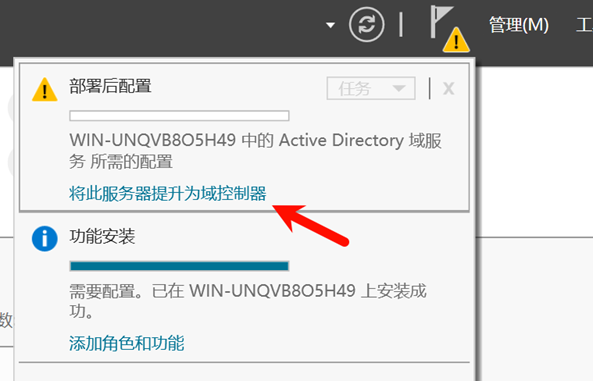 管理(M)
工
部署后配置
任务
X
WIN-UNQVB8O5H49 中的 Active Directory 域服
务 所需的配置
将此服务器提升为域控制器
功能安装
需要配置。已在 WIN-UNQVB8O5H49 上安装成
功。
数:
添加角色和功能